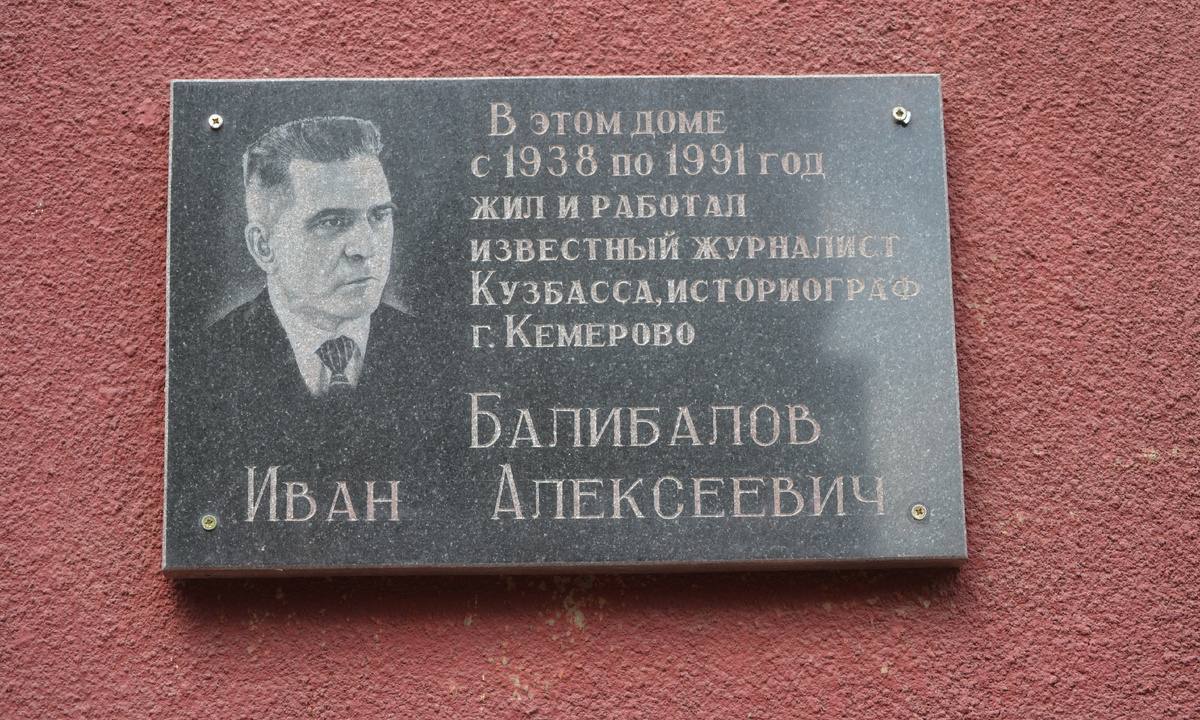 В этом доме
с 1938 по 1991 год
жил и работал
известный журналист
Кузбасса, историограф
г. Кемерово
Балибалов
Иван Алексеевич